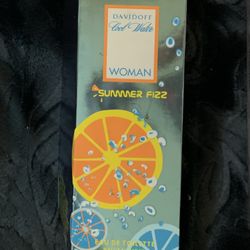 DAVIDOFF
Cool Water
WOMAN
SUMMER FIZZ
EAU DE TOILETTE